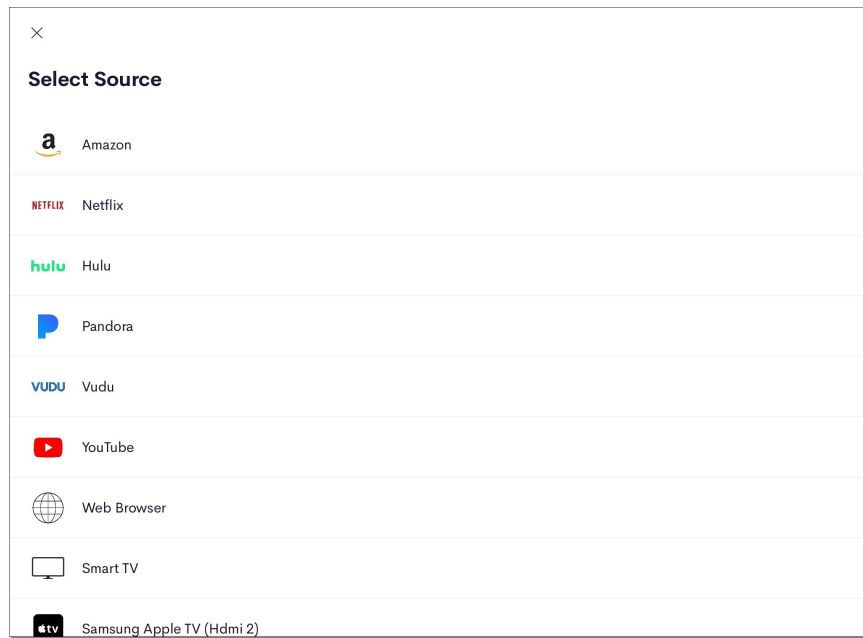 Select Source
a Amazon
NETFLIX Netflix
hulu Hulu
Pandora
VUDU Vudu
YouTube
Web Browser
Smart TV
tv Samsung Apple TV (Hdmi 2)